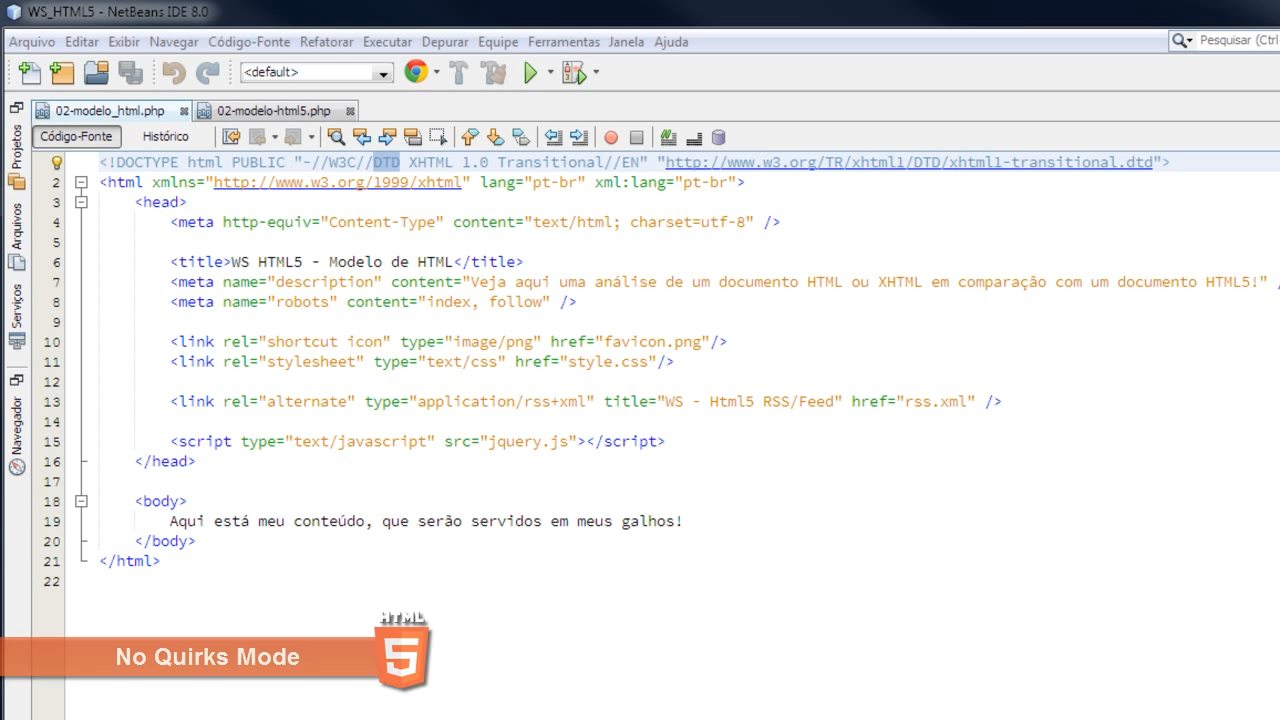 WS_HTML5 - NetBeans IDE 8.0
Arquivo Editar Exibir Navegar Código-Fonte Refatorar Executar Depurar Equipe Ferramentas Janela Ajuda
Pesquisar (Ctrl
<default>
02-modelo_html.php 02-modelo-html5.php
Código-Fonte Histórico
Projetos
Arquivos
Serviços
Navegador
<!DOCTYPE html PUBLIC "-//W3C//DTD XHTML 1.0 Transitional//EN" "http://www.w3.org/TR/xhtml1/DTD/xhtml1-transitional.dtd">
2 <html xmlns="http://www.w3.org/1999/xhtml" lang="pt-br" xml:lang="pt-br">
3 <head>
4 <meta http-equiv="Content-Type" content="text/html; charset=utf-8" />
5
6 <title>WS HTML5 - Modelo de HTML</title>
7 <meta name="description" content="Veja aqui uma análise de um documento HTML ou XHTML em comparação com um documento HTML5!" /
8 <meta name="robots" content="index, follow" />
9
10 <link rel="shortcut icon" type="image/png" href="favicon.png"/>
11 <link rel="stylesheet" type="text/css" href="style.css"/>
12
13 <link rel="alternate" type="application/rss+xml" title="WS - Html5 RSS/Feed" href="rss.xml" />
14
15 <script type="text/javascript" src="jquery.js"></script>
16 </head>
17
18 <body>
19 Aqui está meu conteúdo, que serão servidos em meus galhos!
20 </body>
21 </html>
22
HTML
5
No Quirks Mode